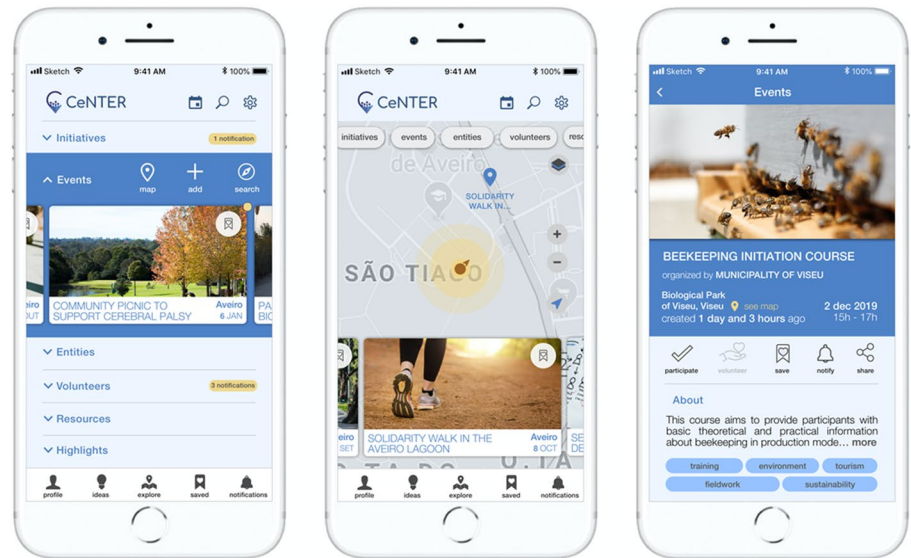 Sketch 9:41 AM 100%
CeNTER
Initiatives 1 notification
Events map add search
COMMUNITY PICNIC TO Aveiro
SUPPORT CEREBRAL PALSY 6 JAN
Entities
Volunteers 3 notifications
Resources
Highlights
profile ideas explore saved notifications
Sketch 9:41 AM 100%
CeNTER
initiatives events entities volunteers
de Aveiro
SOLIDARITY
WALK IN...
SÃO TIAGO
SOLIDARITY WALK IN THE Aveiro
AVEIRO LAGOON 8 OCT
profile ideas explore saved notifications
Sketch 9:41 AM 100%
Events
BEEKEEPING INITIATION COURSE
organized by MUNICIPALITY OF VISEU
Biological Park
of Viseu, Viseu see map 2 dec 2019
created 1 day and 3 hours ago 15h - 17h
participate volunteer save notify share
About
This course aims to provide participants with
basic theoretical and practical information
about beekeeping in production mode... more
training environment tourism
fieldwork sustainability